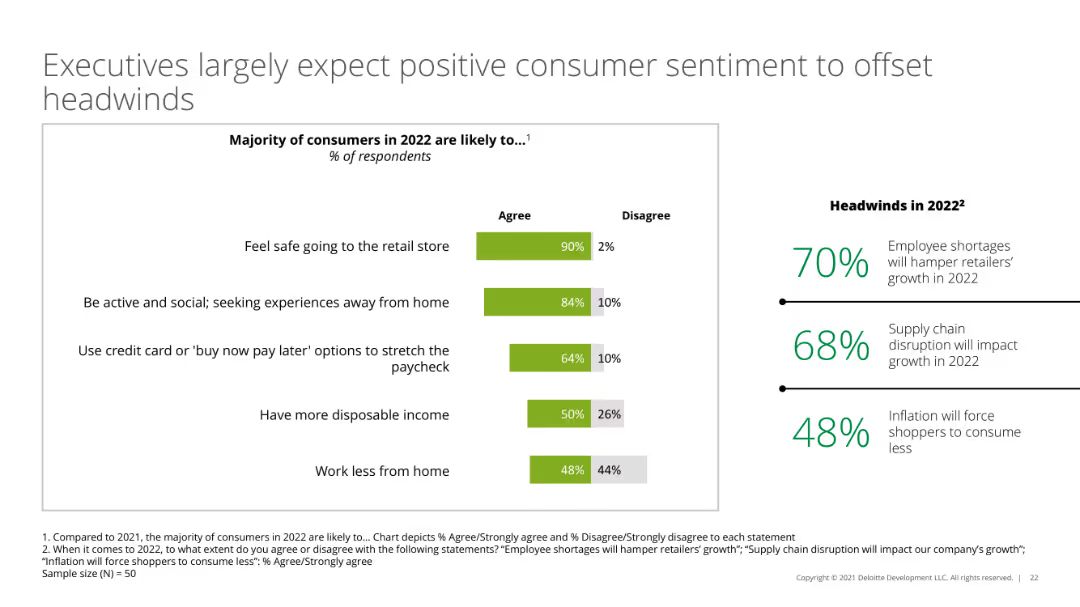 Executives largely expect positive consumer sentiment to offset
headwinds
Majority of consumers in 2022 are likely to...1
% of respondents
Agree Disagree
Feel safe going to the retail store 90% 2%
Be active and social; seeking experiences away from home 84% 10%
Use credit card or 'buy now pay later' options to stretch the
paycheck 64% 10%
Have more disposable income 50% 26%
Work less from home 48% 44%
Headwinds in 2022²
70% Employee shortages
will hamper retailers’
growth in 2022
68% Supply chain
disruption will impact
growth in 2022
48% Inflation will force
shoppers to consume
less
1. Compared to 2021, the majority of consumers in 2022 are likely to... Chart depicts % Agree/Strongly agree and % Disagree/Strongly disagree to each statement
2. When it comes to 2022, to what extent do you agree or disagree with the following statements? “Employee shortages will hamper retailers’ growth”; “Supply chain disruption will impact our company’s growth”;
“Inflation will force shoppers to consume less”: % Agree/Strongly agree
Sample size (N) = 50
Copyright © 2021 Deloitte Development LLC. All rights reserved. | 22